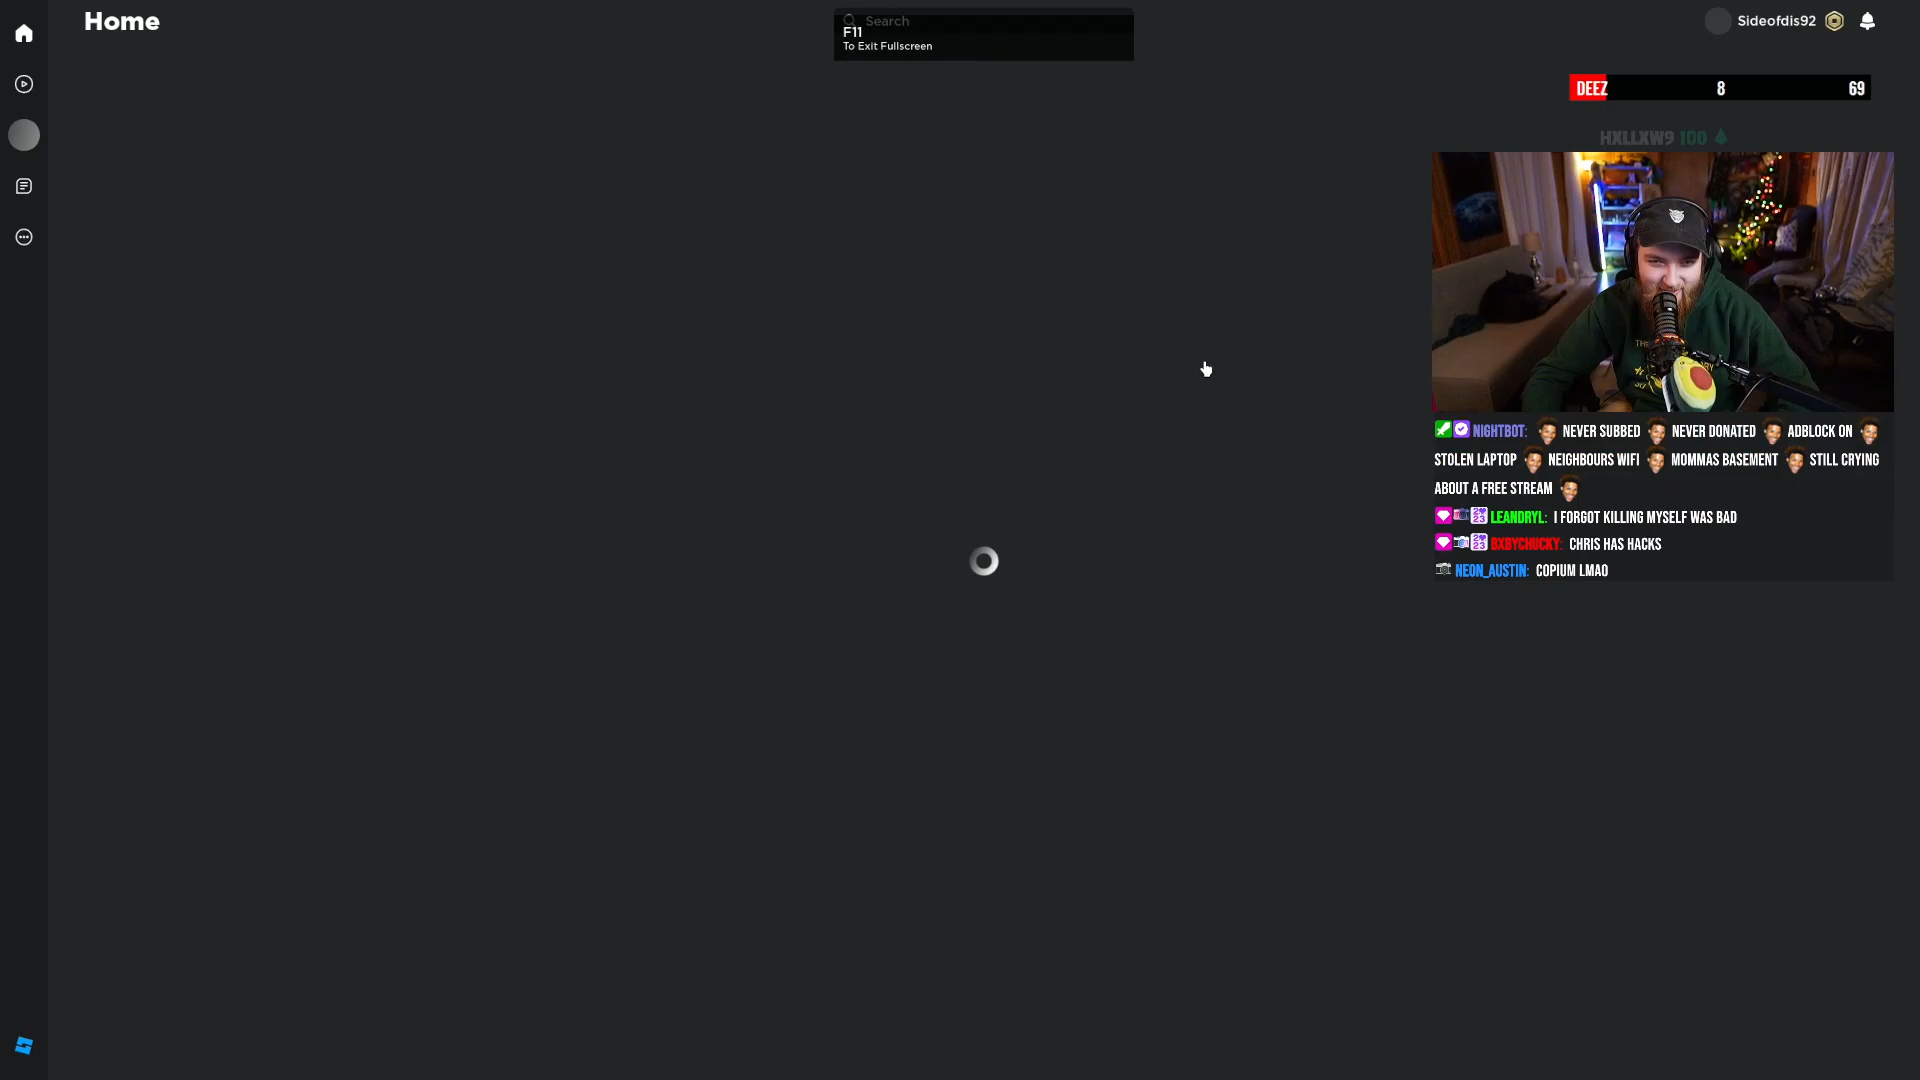 Home
Search
F11
To Exit Fullscreen
Sideofdis92
DEEZ 8 69
HXLLXW9 100
NIGHTBOT: NEVER SUBBED NEVER DONATED ADBLOCK ON
STOLEN LAPTOP NEIGHBOURS WIFI MOMMAS BASEMENT STILL CRYING
ABOUT A FREE STREAM
LEANDRYL: I FORGOT KILLING MYSELF WAS BAD
BXBYCHUCKY: CHRIS HAS HACKS
NEON_AUSTIN: COPIUM LMAO